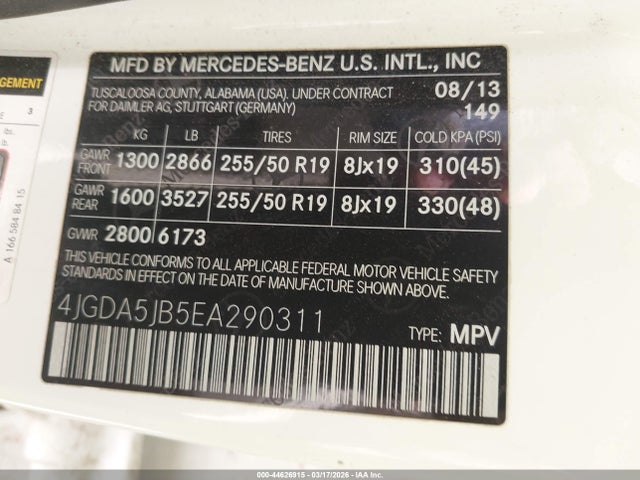 AGEMENT
3
A 166 584 84 15
MFD BY MERCEDES-BENZ U.S. INTL., INC
TUSCALOOSA COUNTY, ALABAMA (USA). UNDER CONTRACT 08/13
FOR DAIMLER AG, STUTTGART (GERMANY) 149
KG LB TIRES RIM SIZE COLD KPA (PSI)
GAWR FRONT 1300 2866 255/50 R19 8Jx19 310(45)
GAWR REAR 1600 3527 255/50 R19 8Jx19 330(48)
GVWR 2800 6173
THIS VEHICLE CONFORMS TO ALL APPLICABLE FEDERAL MOTOR VEHICLE SAFETY
STANDARDS IN EFFECT ON THE DATE OF MANUFACTURE SHOWN ABOVE.
4JGDA5JB5EA290311
TYPE: MPV
000-44626915 - 03/17/2026 - IAA, Inc.